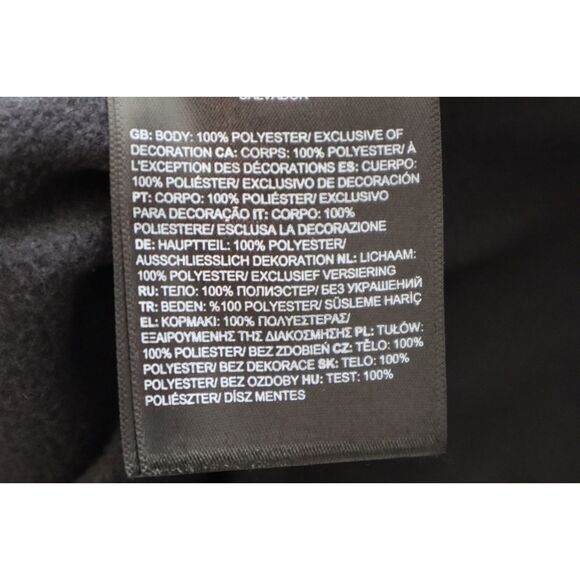 SALVADOR
GB: BODY: 100% POLYESTER/ EXCLUSIVE OF
DECORATION CA: CORPS: 100% POLYESTER/ À
L'EXCEPTION DES DÉCORATIONS ES: CUERPO:
100% POLIÉSTER/ EXCLUSIVO DE DECORACIÓN
PT: CORPO: 100% POLIÉSTER/ EXCLUSIVO
PARA DECORAÇÃO IT: CORPO: 100%
POLIESTERE/ ESCLUSA LA DECORAZIONE
DE: HAUPTTEIL: 100% POLYESTER/
AUSSCHLIESSLICH DEKORATION NL: LICHAAM:
100% POLYESTER/ EXCLUSIEF VERSIERING
RU: ТЕЛО: 100% ПОЛИЭСТЕР/ БЕЗ УКРАШЕНИЙ
TR: BEDEN: %100 POLYESTER/ SÜSLEME HARİÇ
EL: ΚΟΡΜΑΚΙ: 100% ΠΟΛΥΕΣΤΕΡΑΣ/
ΕΞΑΙΡΟΥΜΕΝΗΣ ΤΗΣ ΔΙΑΚΟΣΜΗΣΗΣ PL: TUŁÓW:
100% POLIESTER/ BEZ ZDOBIEŃ CZ: TĚLO: 100%
POLYESTER/ BEZ DEKORACE SK: TELO: 100%
POLYESTER/ BEZ OZDOBY HU: TEST: 100%
POLIÉSZTER/ DÍSZ MENTES